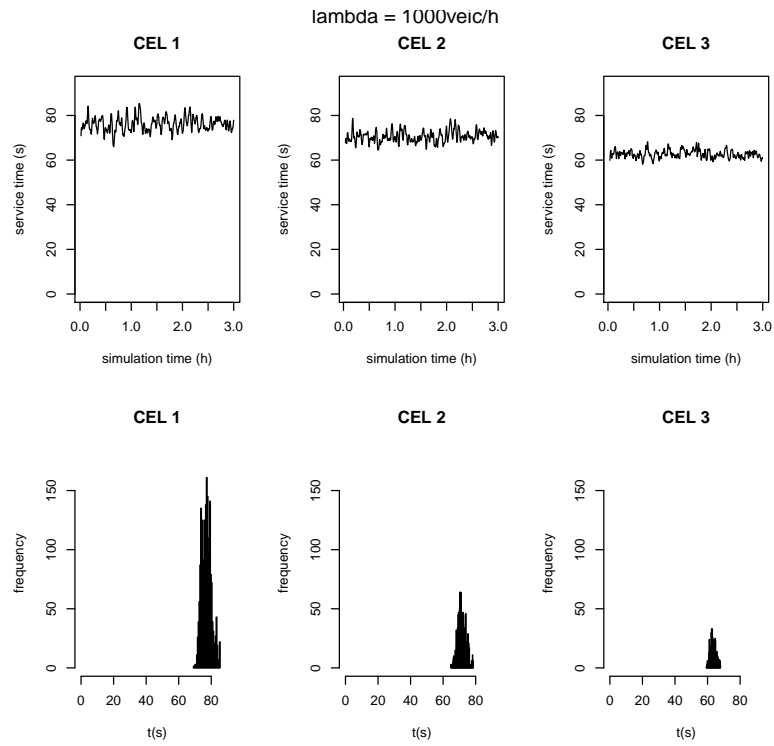 lambda = 1000veic/h
CEL 1
CEL 2
CEL 3
service time (s)
0
20
40
60
80
0.0
1.0
2.0
3.0
simulation time (h)
service time (s)
0
20
40
60
80
0.0
1.0
2.0
3.0
simulation time (h)
service time (s)
0
20
40
60
80
0.0
1.0
2.0
3.0
simulation time (h)
CEL 1
CEL 2
CEL 3
frequency
0
50
100
150
0
20
40
60
80
t(s)
frequency
0
50
100
150
0
20
40
60
80
t(s)
frequency
0
50
100
150
0
20
40
60
80
t(s)